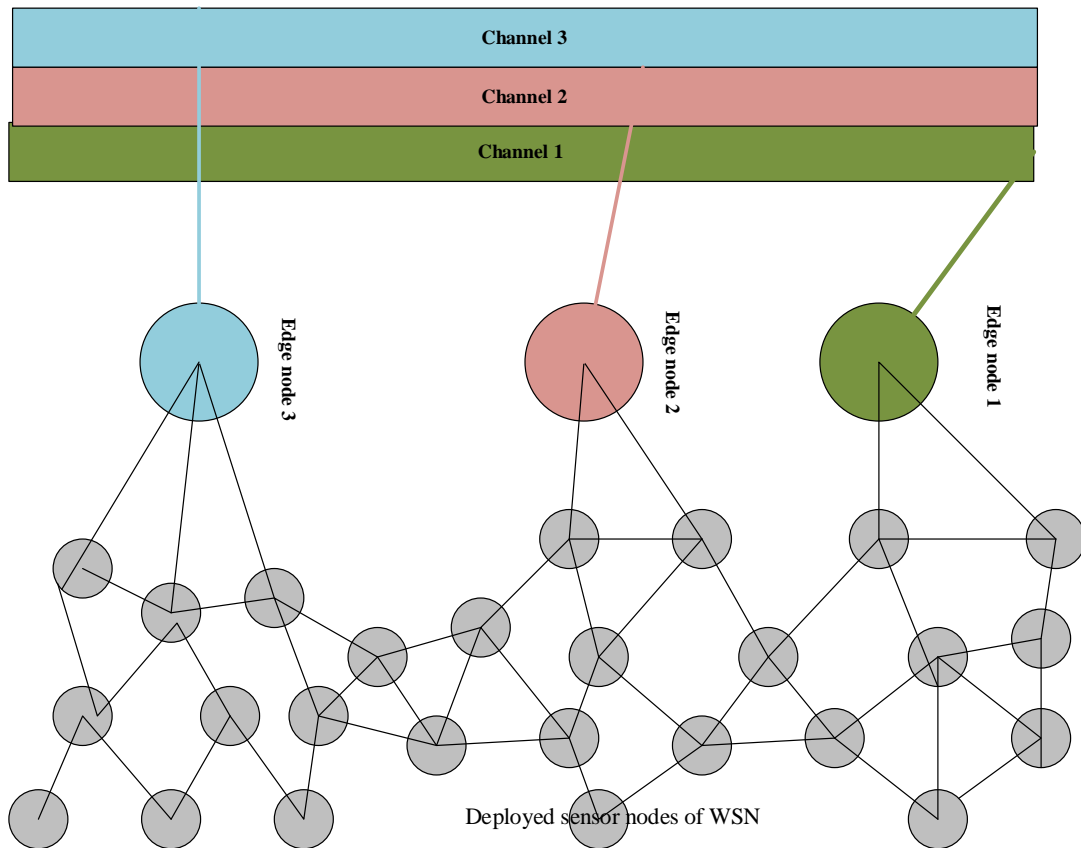 Channel 3
Channel 2
Channel 1
Edge node 3
Edge node 2
Edge node 1
Deployed sensor nodes of WSN